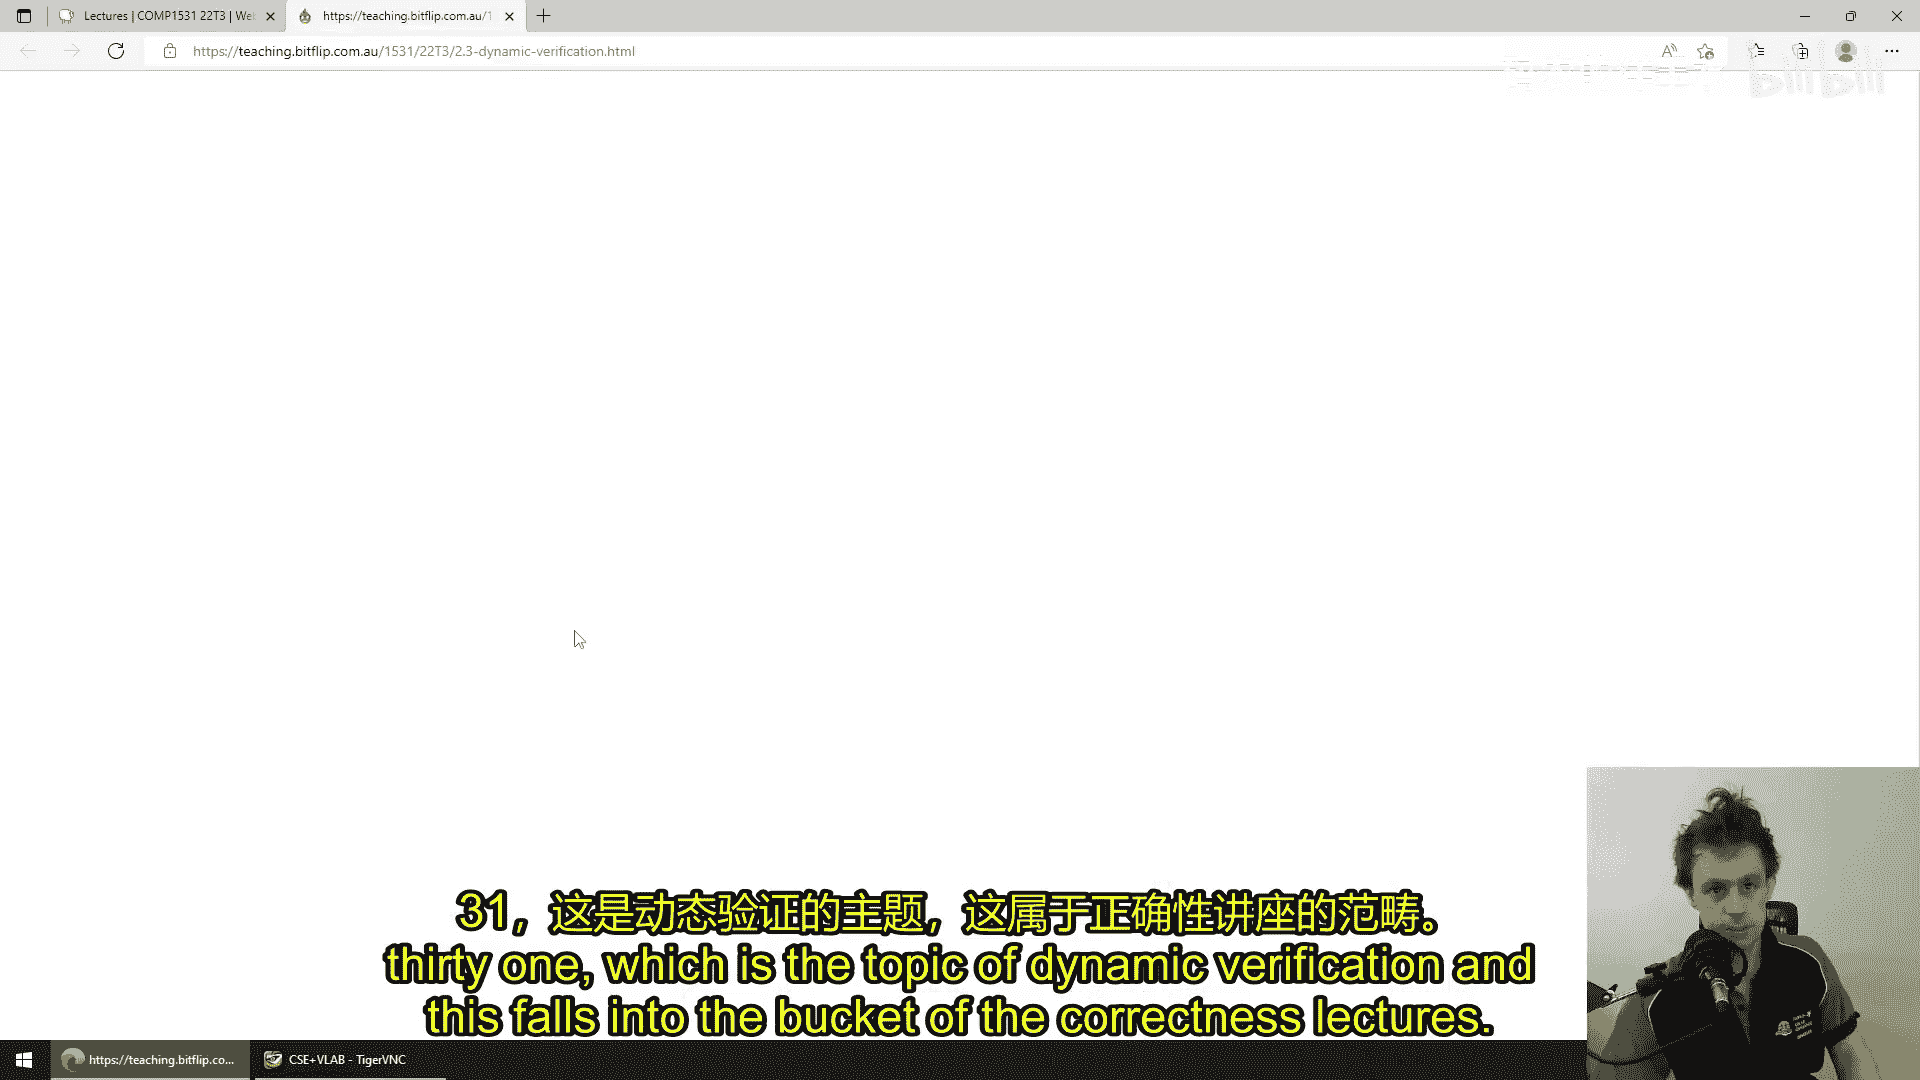 Lectures | COMP1531 22T3 | Web
https://teaching.bitflip.com.au/1
https://teaching.bitflip.com.au/1531/22T3/2.3-dynamic-verification.html
bilibili
31，这是动态验证的主题，这属于正确性讲座的范畴。
thirty one, which is the topic of dynamic verification and
this falls into the bucket of the correctness lectures.
https://teaching.bitflip.co...
CSE+VLAB - TigerVNC